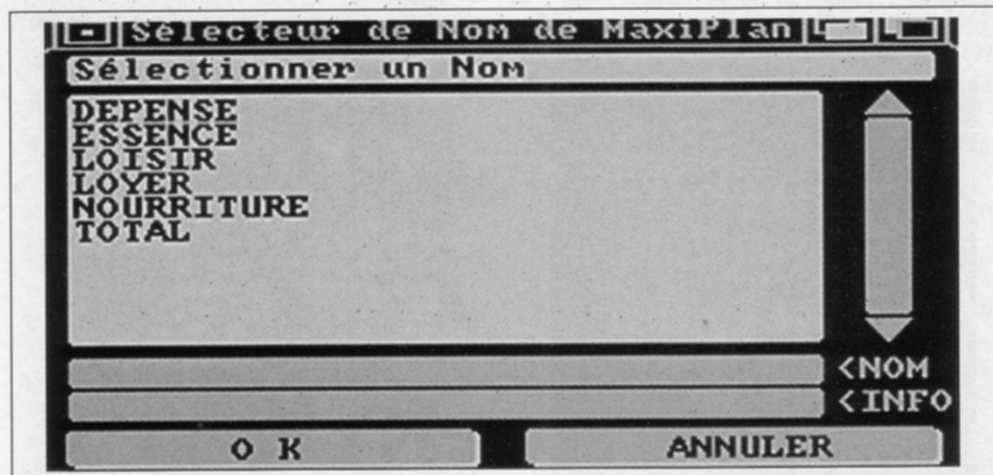 Sélecteur de Nom de MaxiPlan
Sélectionner un Nom
DEPENSE
ESSENCE
LOISIR
LOYER
NOURRITURE
TOTAL
<NOM
<INFO
O K
ANNULER